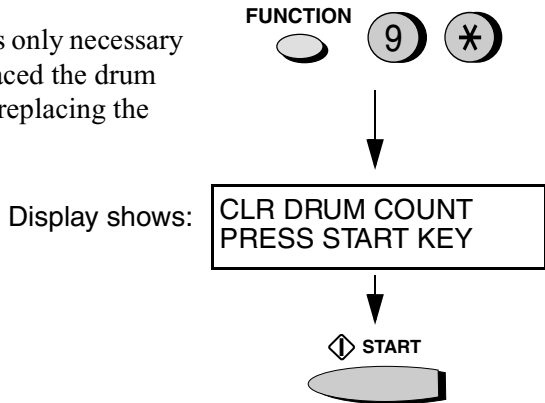 s only necessary
aced the drum
replacing the
FUNCTION
9 *
Display shows:
CLR DRUM COUNT
PRESS START KEY
START